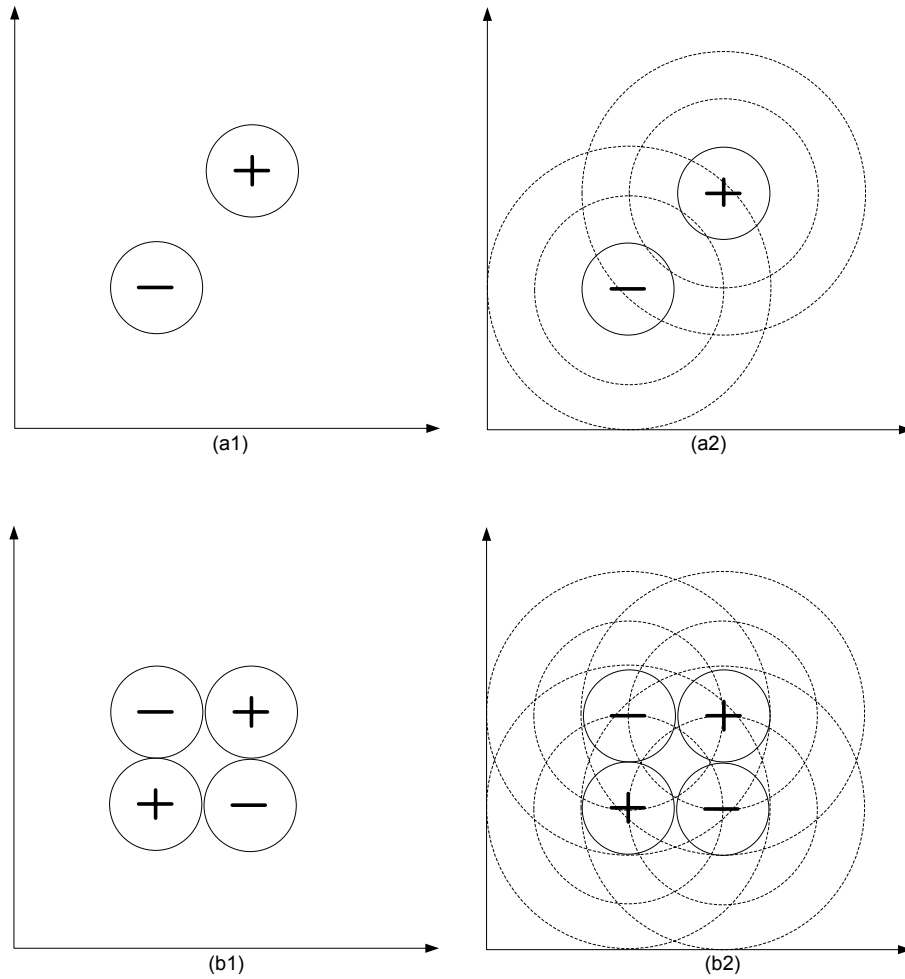 +
+
−
−
(a1) (a2)
− + − +
+ − + −
(b1) (b2)